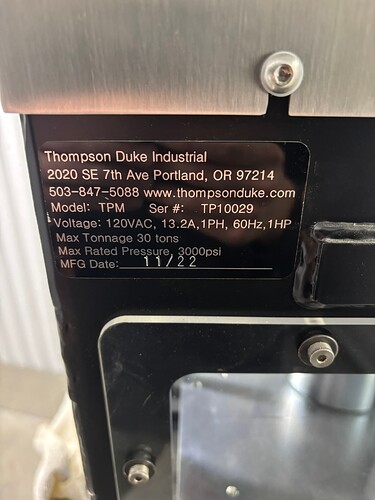 Thompson Duke Industrial
2020 SE 7th Ave Portland, OR 97214
503-847-5088 www.thompsonduke.com
Model: TPM Ser #: TP10029
Voltage: 120VAC, 13.2A,1PH, 60Hz,1HP
Max Tonnage 30 tons
Max Rated Pressure, 3000psi
MFG Date: 11/22